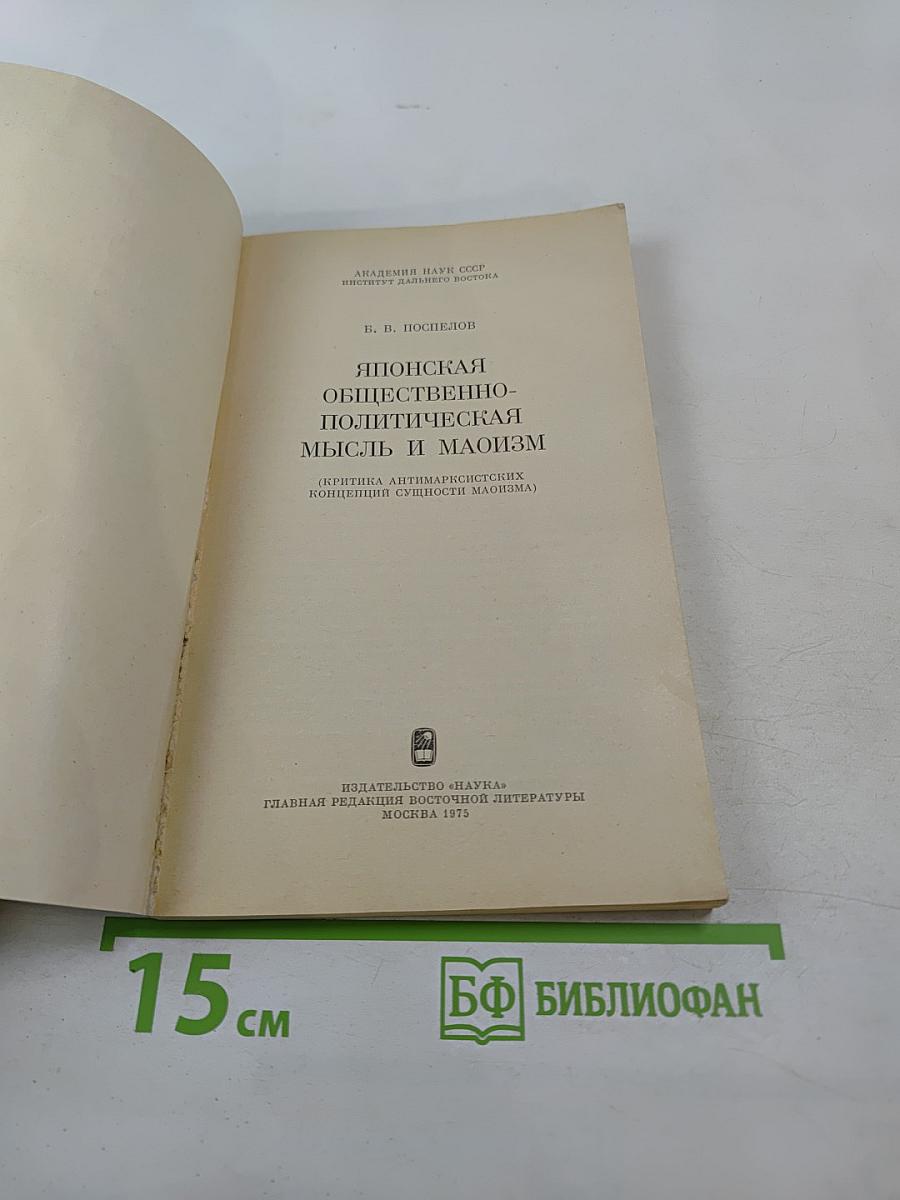 АКАДЕМИЯ НАУК СССР
ИНСТИТУТ ДАЛЬНЕГО ВОСТОКА
Б. В. ПОСПЕЛОВ
ЯПОНСКАЯ
ОБЩЕСТВЕННО-
ПОЛИТИЧЕСКАЯ
МЫСЛЬ И МАОИЗМ
(КРИТИКА АНТИМАРКСИСТСКИХ
КОНЦЕПЦИЙ СУЩНОСТИ МАОИЗМА)
ИЗДАТЕЛЬСТВО «НАУКА»
ГЛАВНАЯ РЕДАКЦИЯ ВОСТОЧНОЙ ЛИТЕРАТУРЫ
МОСКВА 1975
15 см
БФ БИБЛИОФАН